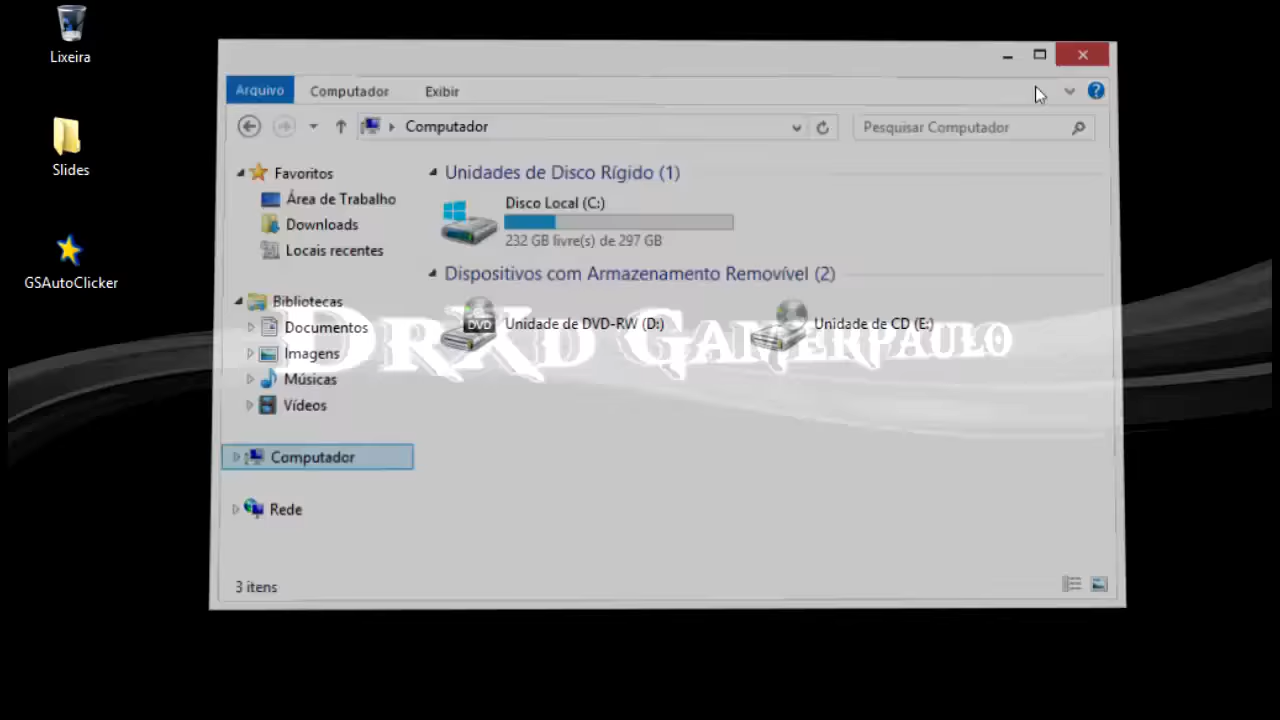 Lixeira
Slides
GSAutoClicker
Arquivo
Computador
Exibir
Computador
Pesquisar Computador
Favoritos
Área de Trabalho
Downloads
Locais recentes
Bibliotecas
Documentos
Imagens
Músicas
Vídeos
Computador
Rede
Unidades de Disco Rígido (1)
Disco Local (C:)
232 GB livre(s) de 297 GB
Dispositivos com Armazenamento Removível (2)
DVD
Unidade de DVD-RW (D:)
Unidade de CD (E:)
DrXd Gamerpaulo
3 itens